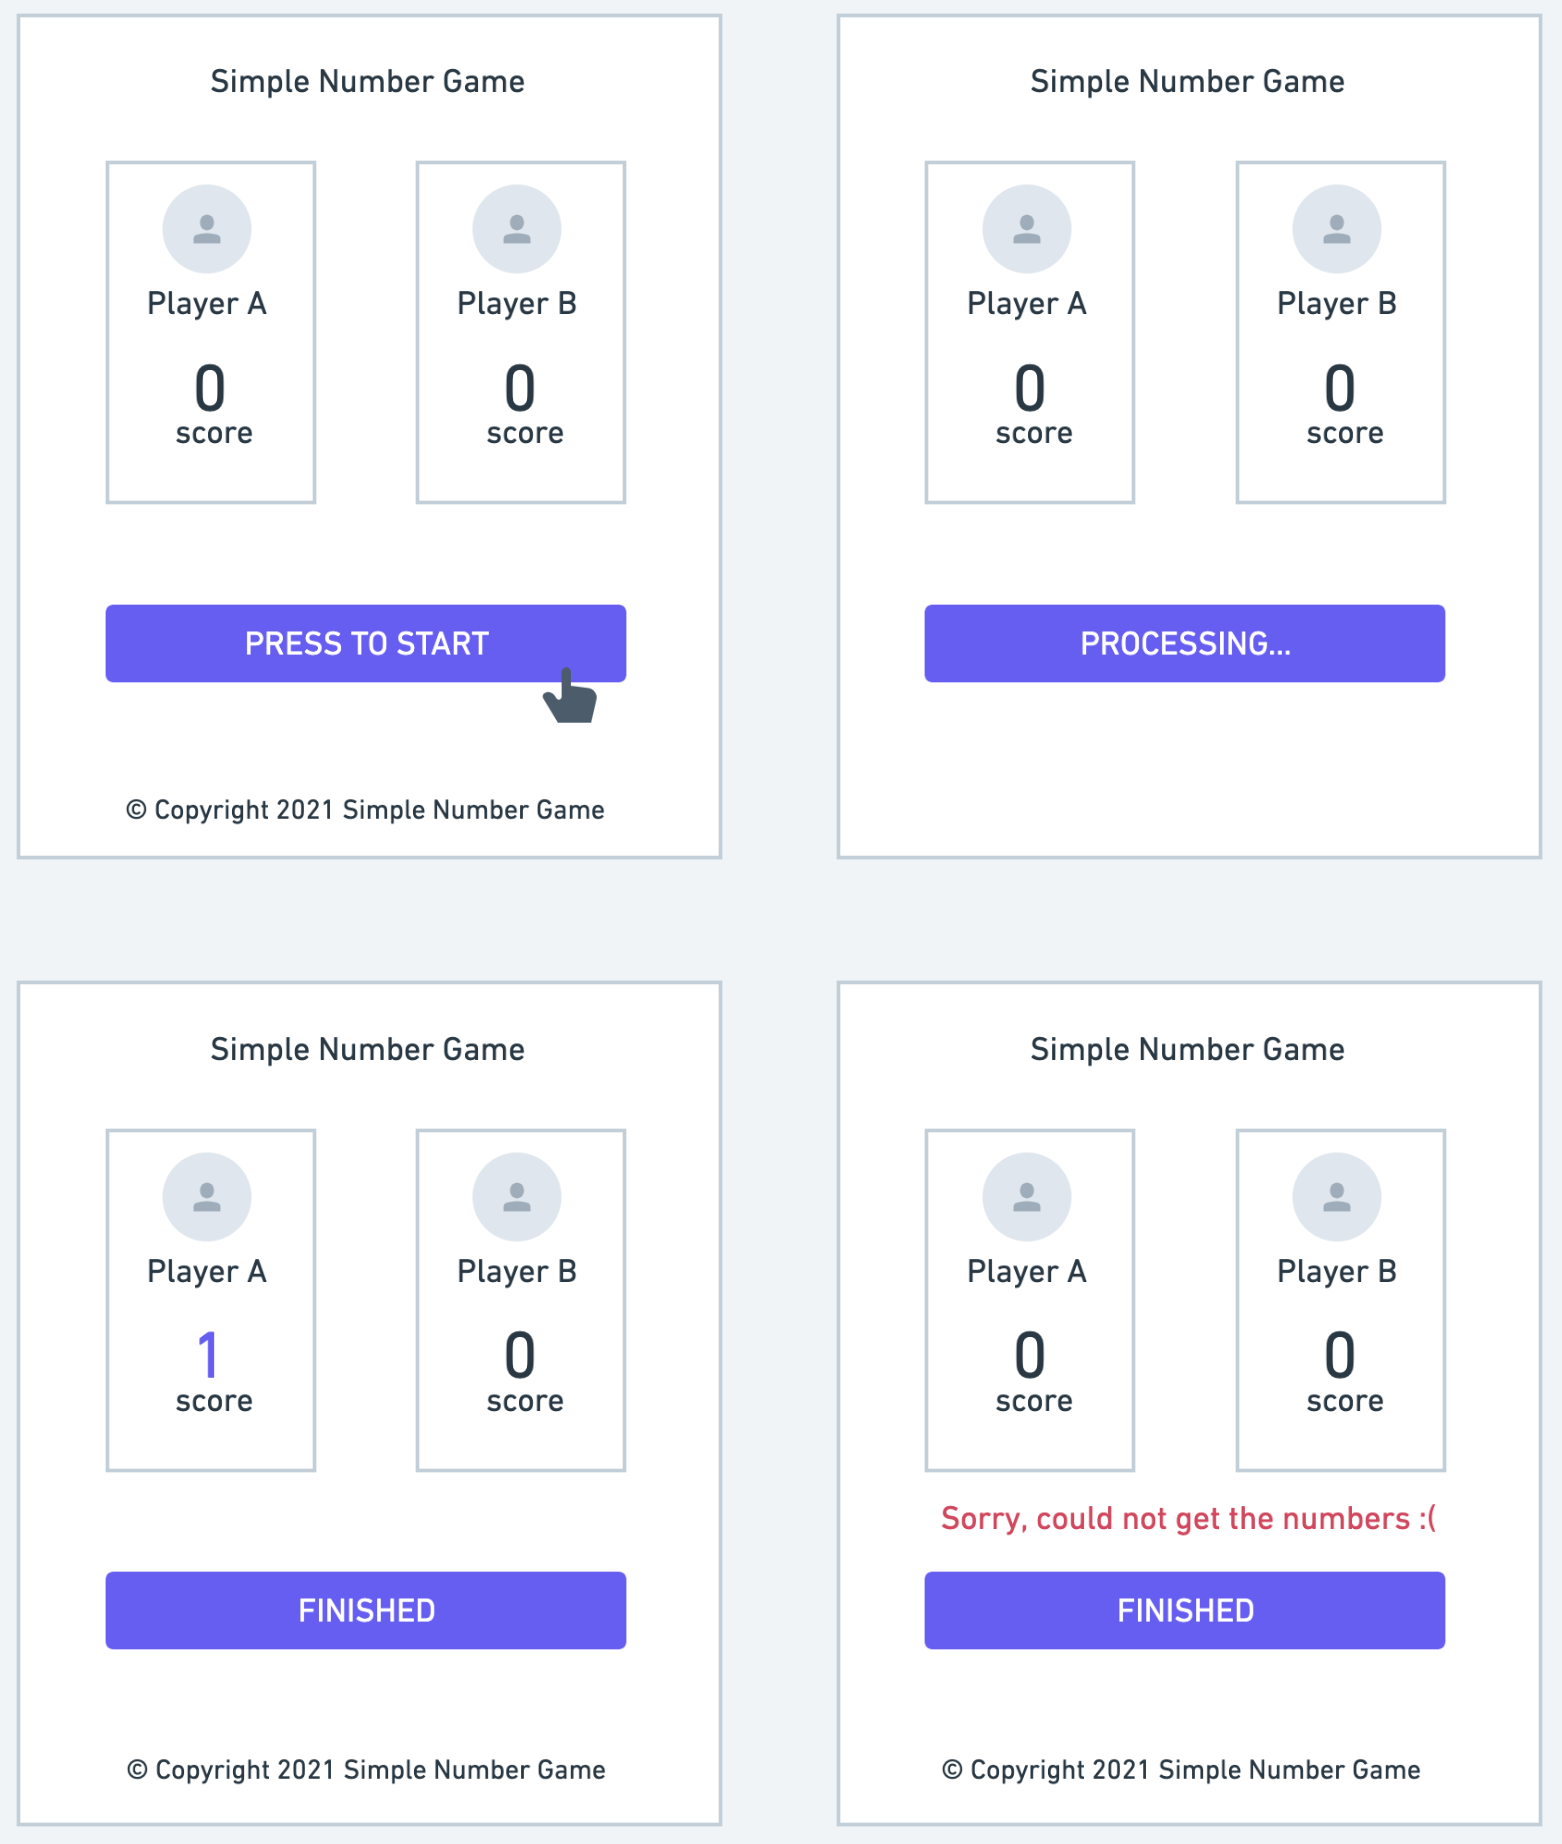 Simple Number Game
Player A
0
score
Player B
0
score
PRESS TO START
© Copyright 2021 Simple Number Game
Simple Number Game
Player A
0
score
Player B
0
score
PROCESSING...
Simple Number Game
Player A
1
score
Player B
0
score
FINISHED
© Copyright 2021 Simple Number Game
Simple Number Game
Player A
0
score
Player B
0
score
Sorry, could not get the numbers :(
FINISHED
© Copyright 2021 Simple Number Game